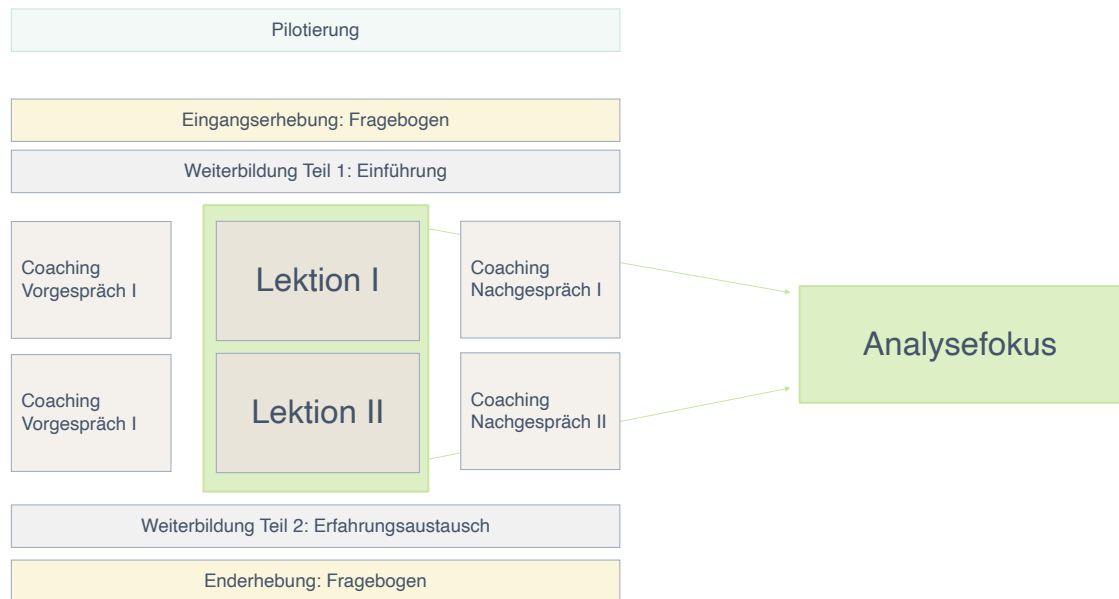 Pilotierung
Eingangserhebung: Fragebogen
Weiterbildung Teil 1: Einführung
Coaching
Vorgespräch I
Lektion I
Coaching
Nachgespräch I
Analysefokus
Coaching
Vorgespräch I
Lektion II
Coaching
Nachgespräch II
Weiterbildung Teil 2: Erfahrungsaustausch
Enderhebung: Fragebogen